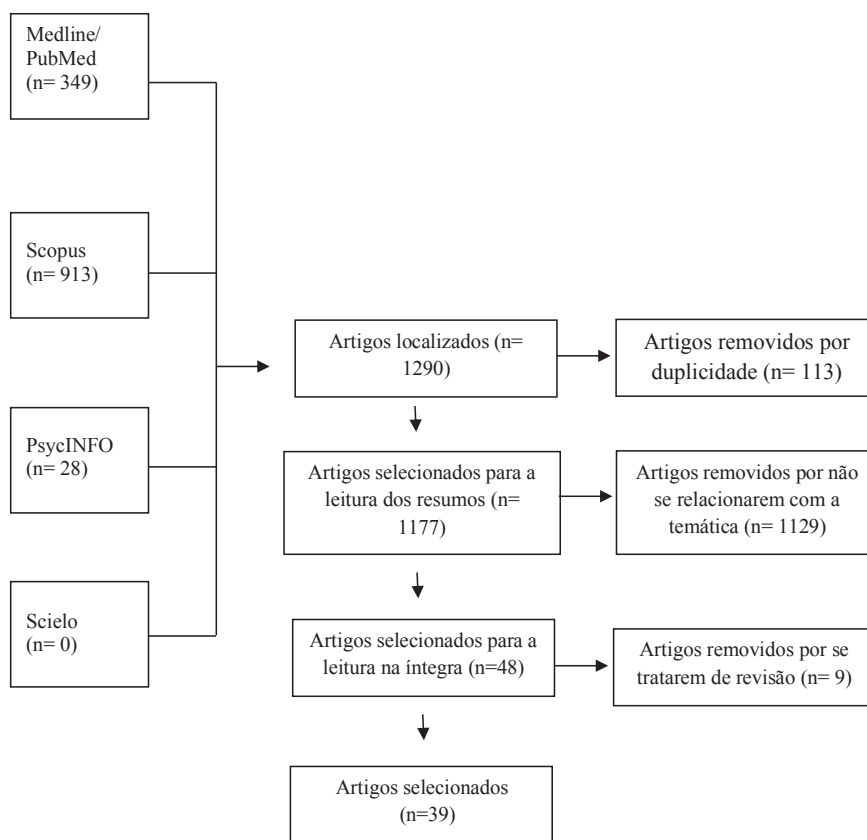 Medline/
PubMed
(n= 349)
Scopus
(n= 913)
PsycINFO
(n= 28)
Scielo
(n= 0)
Artigos localizados (n=
1290)
Artigos removidos por
duplicidade (n= 113)
Artigos selecionados para a
leitura dos resumos (n=
1177)
Artigos removidos por não
se relacionarem com a
temática (n= 1129)
Artigos selecionados para a
leitura na íntegra (n=48)
Artigos removidos por se
tratarem de revisão (n= 9)
Artigos selecionados
(n=39)